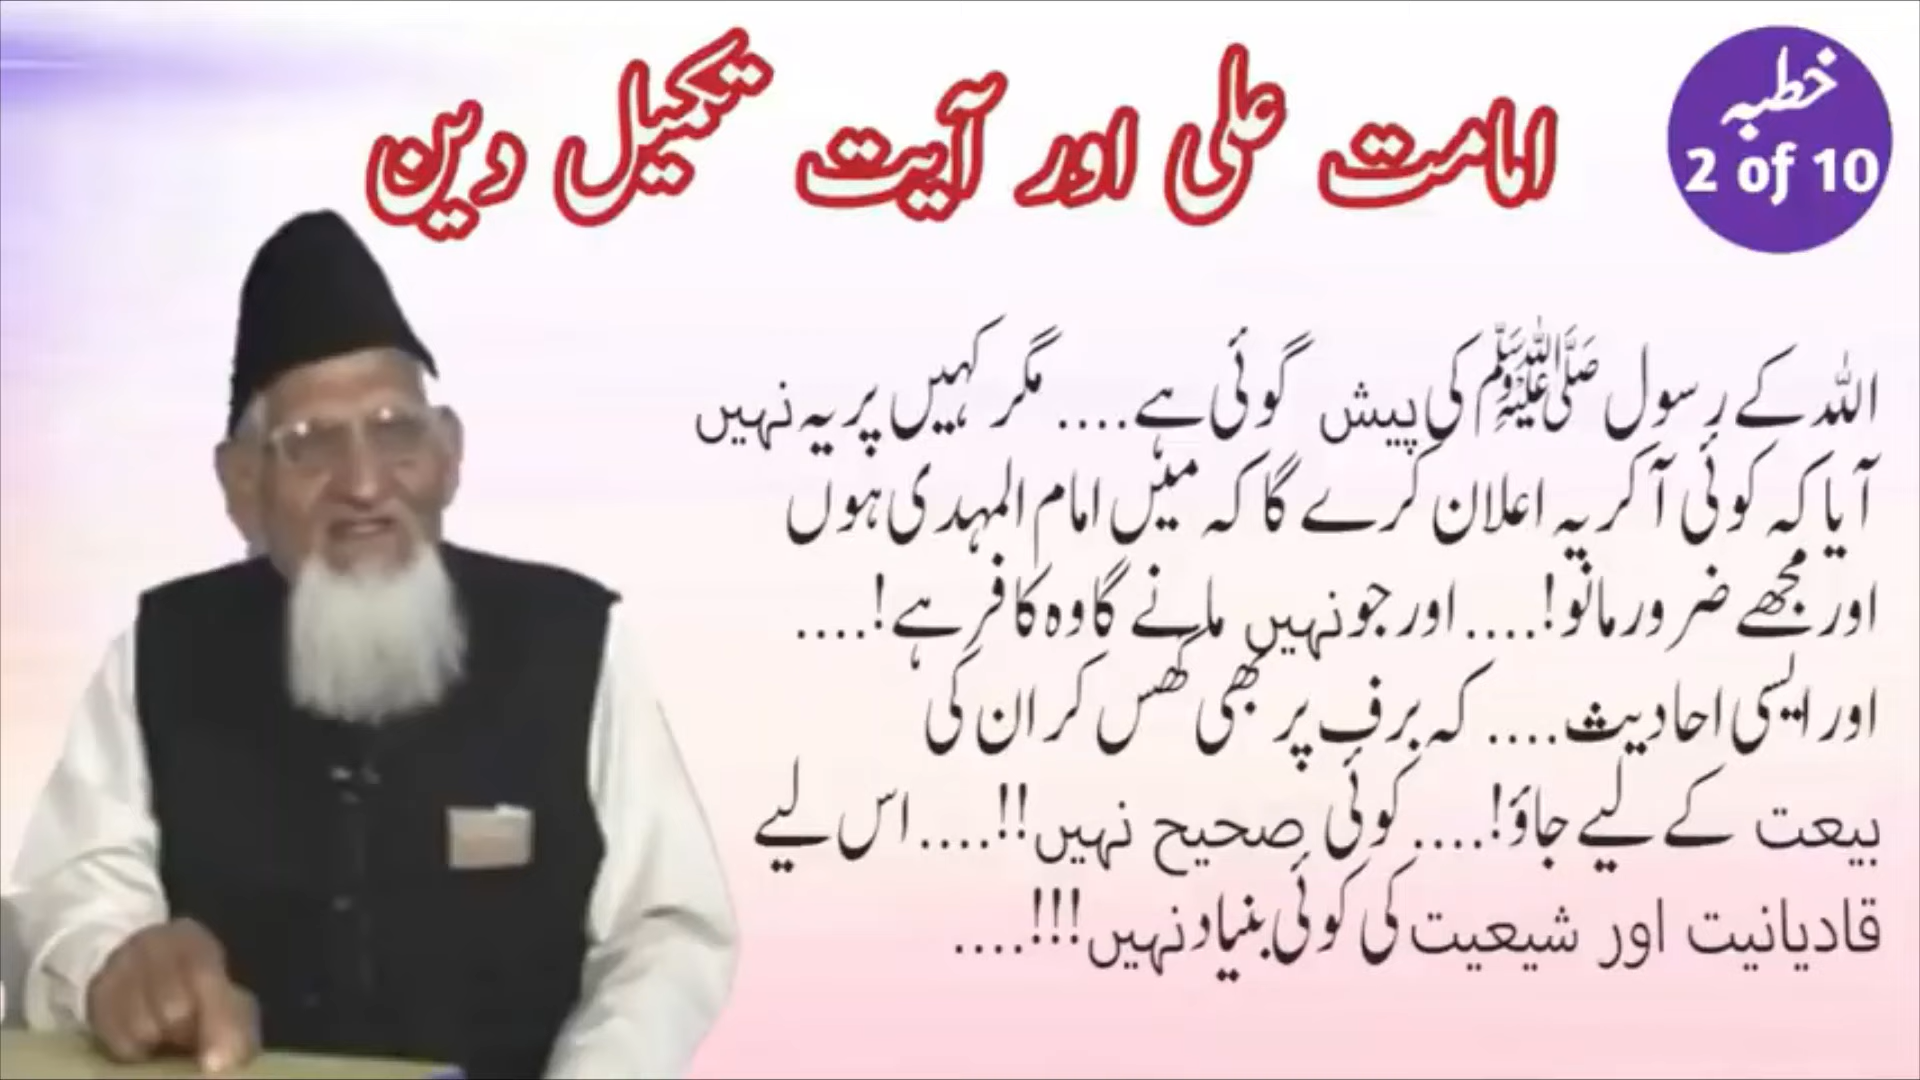 امامت علی اور آیت تکمیل دین
خطبہ
2 of 10
اللہ کے رسول ﷺ کی پیش گوئی ہے.... مگر کہیں پر یہ نہیں
آیا کہ کوئی آ کر یہ اعلان کرے گا کہ میں امام المہدی ہوں
اور مجھے ضرور مانو!.... اور جو نہیں مانے گا وہ کافر ہے!....
اور ایسی احادیث.... کہ برف پر بھی گھس کر ان کی
بیعت کے لیے جاؤ!.... کوئی صحیح نہیں!!.... اس لیے
قادیانیت اور شیعیت کی کوئی بنیاد نہیں!!!....